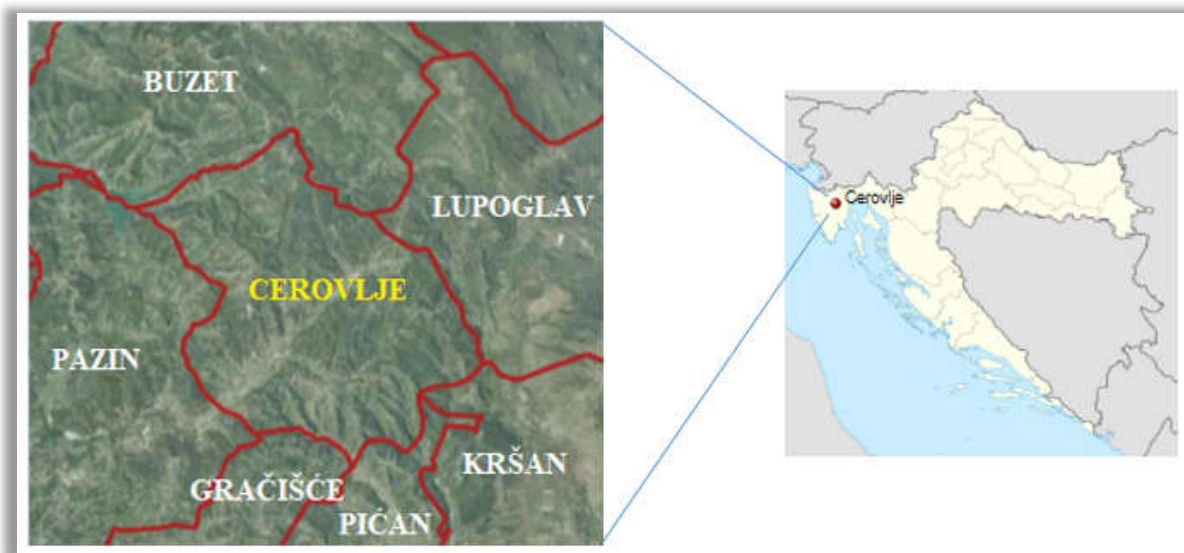 BUZET
LUPOGLAV
CEROVLJE
PAZIN
GRAČIŠĆE
KRŠAN
PIĆAN
Cerovlje